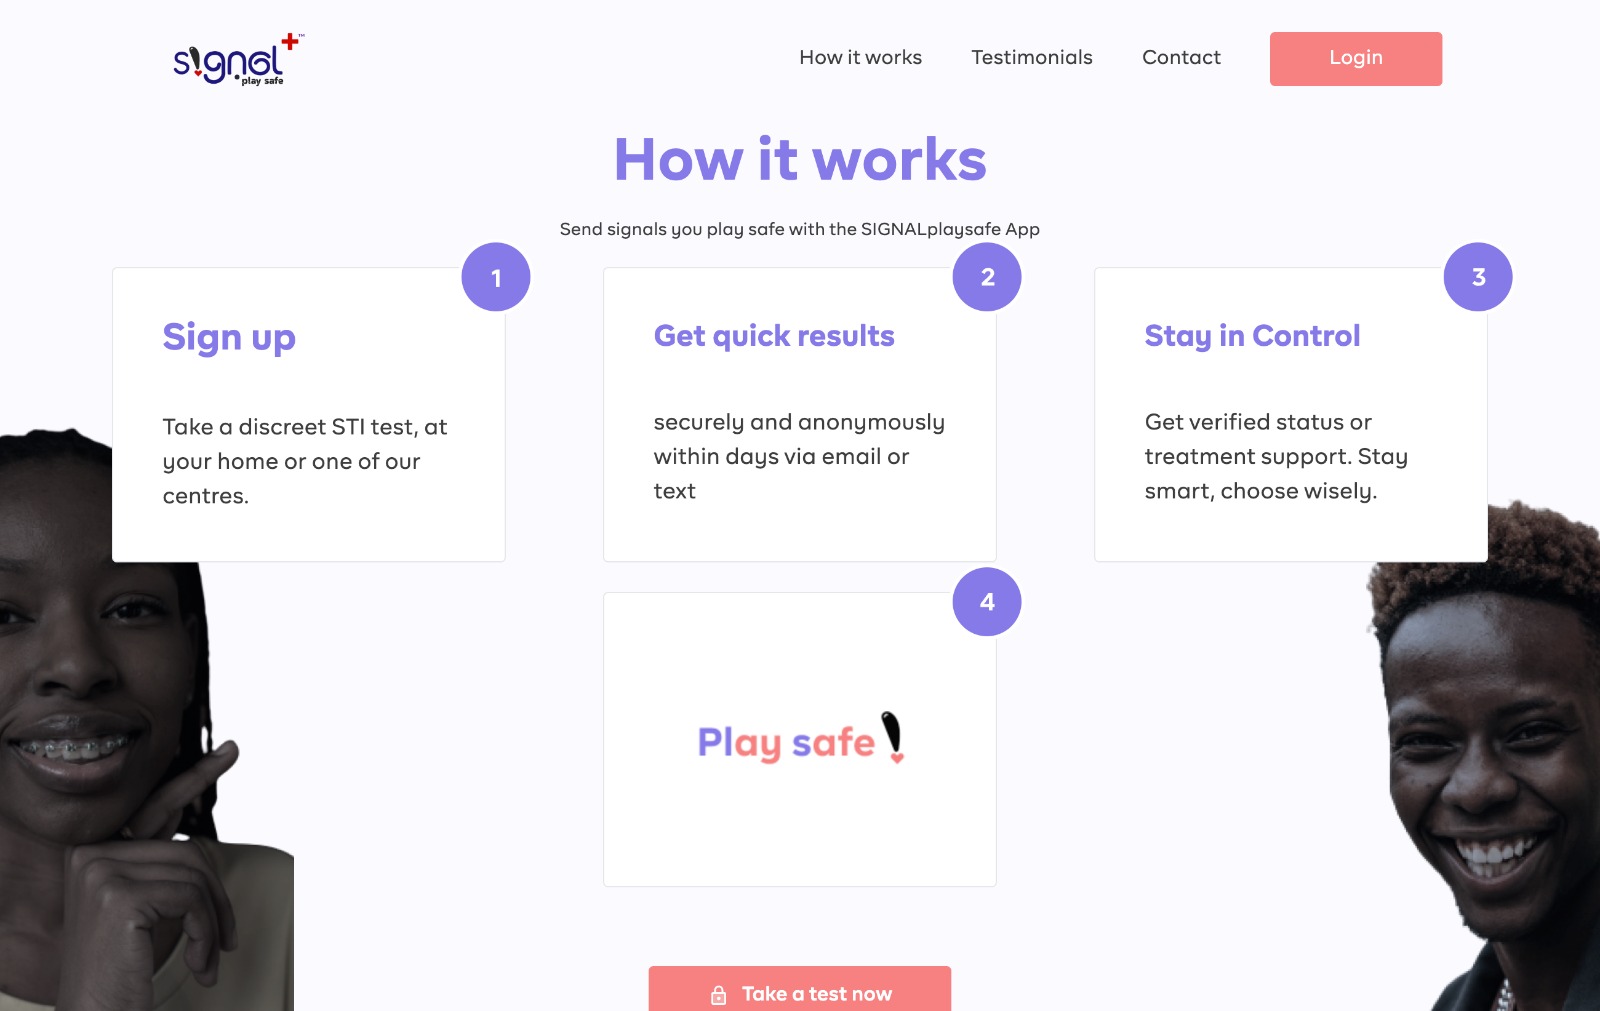 signal+™
play safe
How it works
Testimonials
Contact
Login
How it works
Send signals you play safe with the SIGNALplaysafe App
1
Sign up
Take a discreet STI test, at
your home or one of our
centres.
2
Get quick results
securely and anonymously
within days via email or
text
3
Stay in Control
Get verified status or
treatment support. Stay
smart, choose wisely.
4
Play safe!
Take a test now